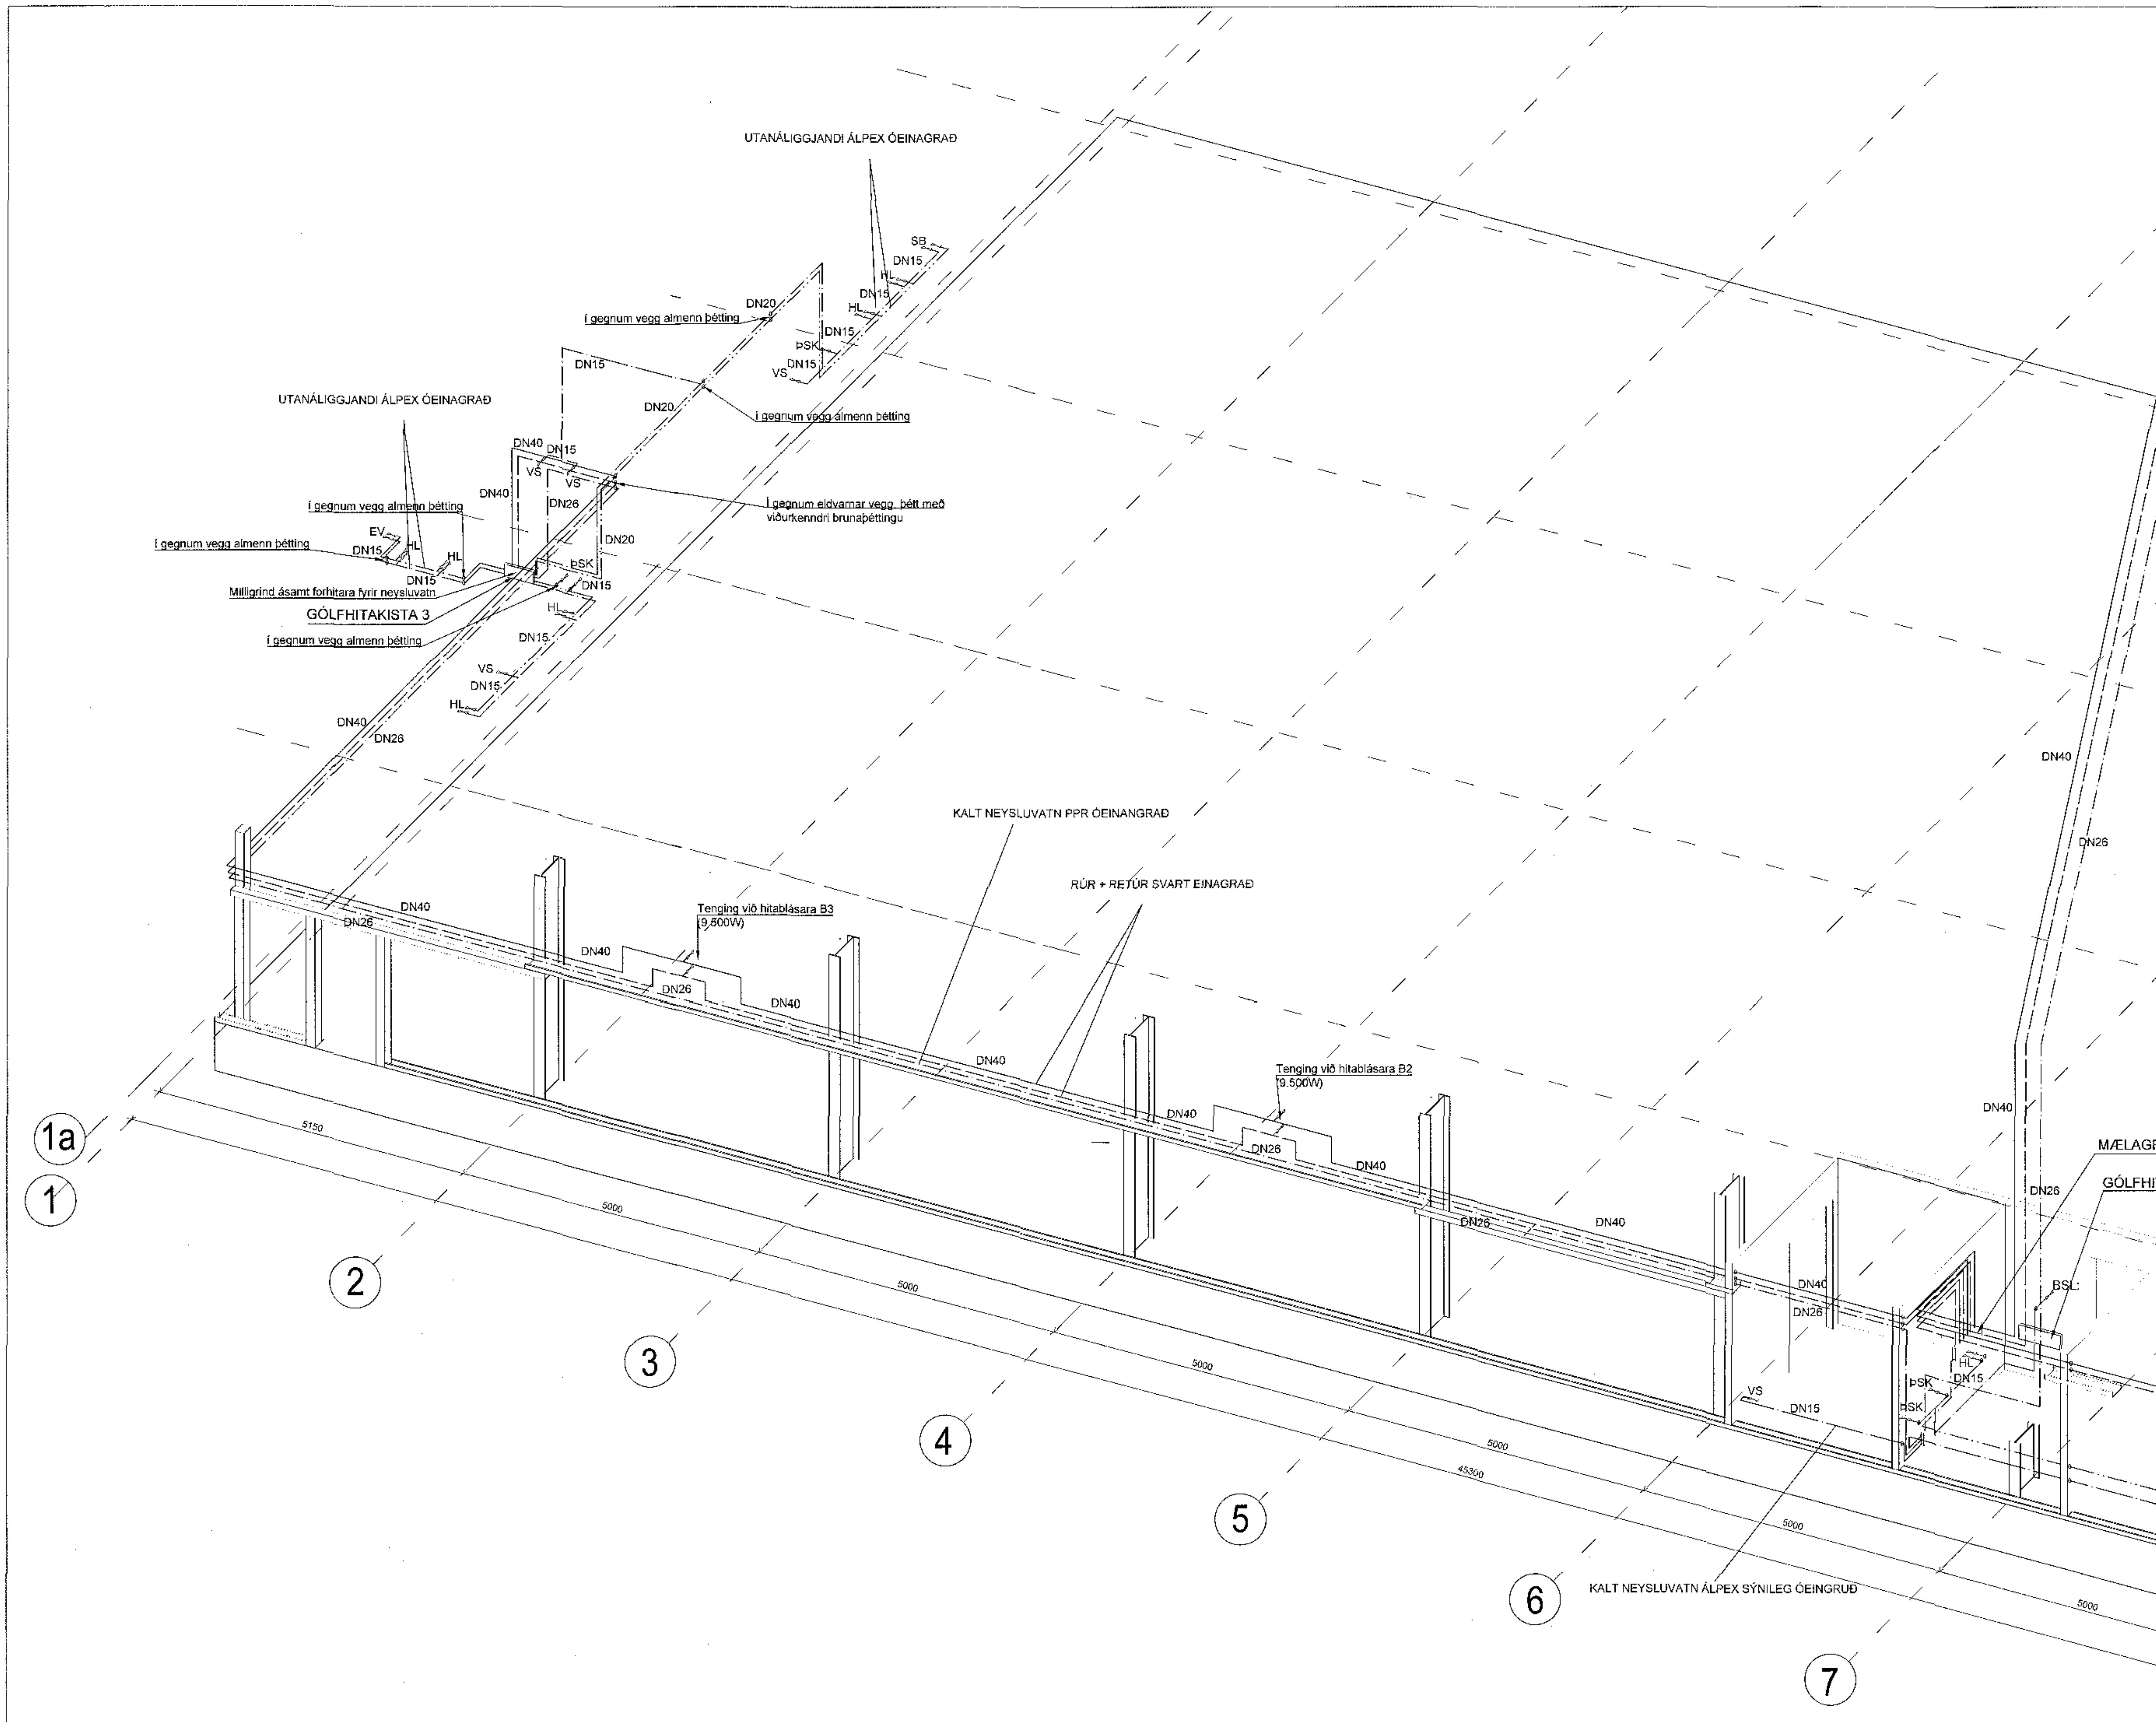 UTANÁLIGGJANDI ÁLPEX ÓEINAGRAÐ
SB
DN15
HL
DN15
HL
DN20
Í gegnum vegg almenn þétting
DN15
ÞSK
DN15
VS
DN15
DN20
Í gegnum vegg almenn þétting
UTANÁLIGGJANDI ÁLPEX ÓEINAGRAÐ
DN40
DN15
VS
VS
DN40
DN26
Í gegnum eldvarnar vegg, þétt með
viðurkenndri brunaþéttingu
Í gegnum vegg almenn þétting
EV
HL
DN15
HL
DN15
Í gegnum vegg almenn þétting
DN20
ÞSK
DN15
Milligrind ásamt forhitara fyrir neysluvatn
GÓLFHITAKISTA 3
HL
Í gegnum vegg almenn þétting
DN15
VS
DN15
HL
DN40
DN26
DN40
DN26
KALT NEYSLUVATN PPR ÓEINANGRAÐ
RÚR + RETÚR SVART EINAGRAÐ
DN40
DN26
Tenging við hitablásara B3
(9.500W)
DN40
DN26
DN40
DN40
Tenging við hitablásara B2
(9.500W)
DN40
DN26
DN40
DN26
DN40
DN40
MÆLAGR
GÓLFHI
DN26
BSL
DN40
DN26
HL
DN15
ÞSK
ÞSK
VS
DN15
KALT NEYSLUVATN ÁLPEX SÝNILEG ÓEINGRUÐ
5150
5000
5000
5000
5000
45300
5000
5000
1a
1
2
3
4
5
6
7